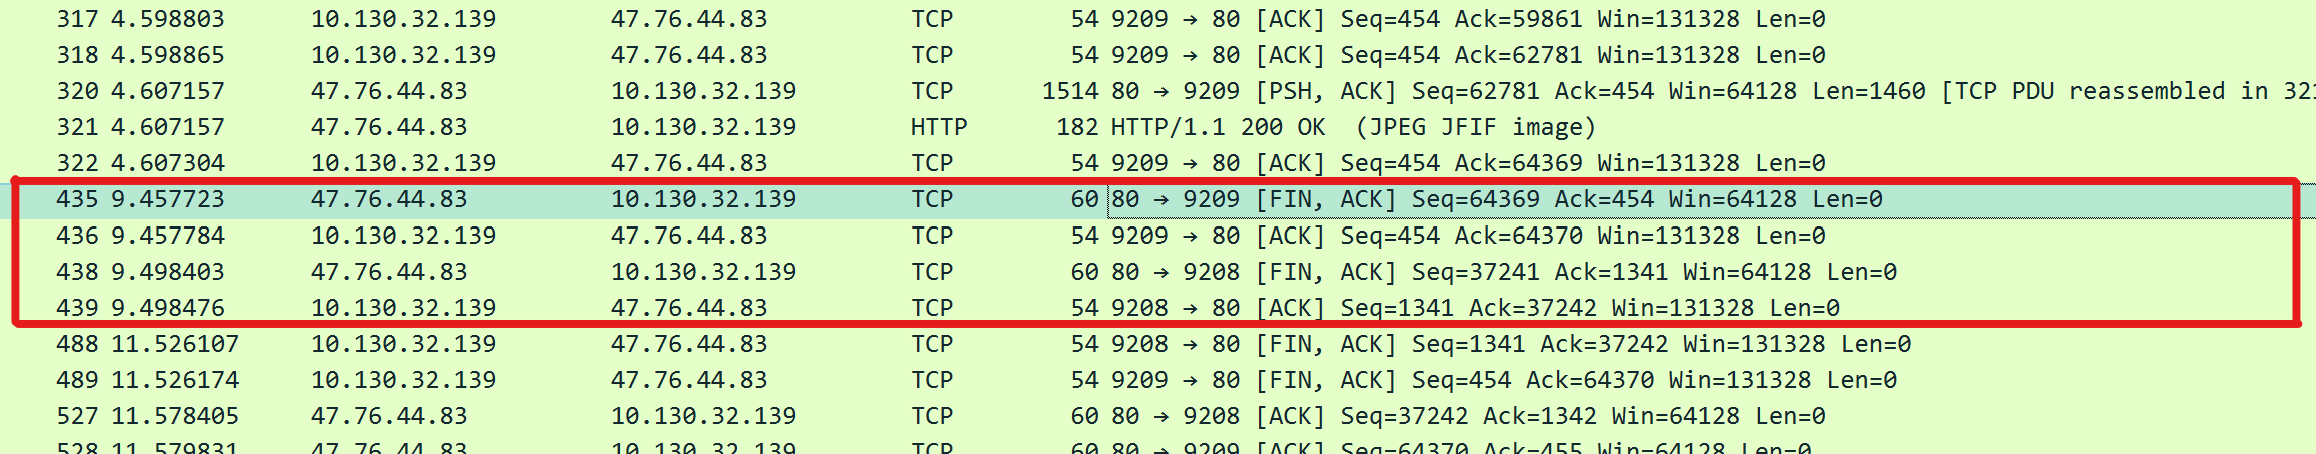 317 4.598803 10.130.32.139 47.76.44.83 TCP 54 9209 → 80 [ACK] Seq=454 Ack=59861 Win=131328 Len=0
318 4.598865 10.130.32.139 47.76.44.83 TCP 54 9209 → 80 [ACK] Seq=454 Ack=62781 Win=131328 Len=0
320 4.607157 47.76.44.83 10.130.32.139 TCP 1514 80 → 9209 [PSH, ACK] Seq=62781 Ack=454 Win=64128 Len=1460 [TCP PDU reassembled in 321
321 4.607157 47.76.44.83 10.130.32.139 HTTP 182 HTTP/1.1 200 OK (JPEG JFIF image)
322 4.607304 10.130.32.139 47.76.44.83 TCP 54 9209 → 80 [ACK] Seq=454 Ack=64369 Win=131328 Len=0
435 9.457723 47.76.44.83 10.130.32.139 TCP 60 80 → 9209 [FIN, ACK] Seq=64369 Ack=454 Win=64128 Len=0
436 9.457784 10.130.32.139 47.76.44.83 TCP 54 9209 → 80 [ACK] Seq=454 Ack=64370 Win=131328 Len=0
438 9.498403 47.76.44.83 10.130.32.139 TCP 60 80 → 9208 [FIN, ACK] Seq=37241 Ack=1341 Win=64128 Len=0
439 9.498476 10.130.32.139 47.76.44.83 TCP 54 9208 → 80 [ACK] Seq=1341 Ack=37242 Win=131328 Len=0
488 11.526107 10.130.32.139 47.76.44.83 TCP 54 9208 → 80 [FIN, ACK] Seq=1341 Ack=37242 Win=131328 Len=0
489 11.526174 10.130.32.139 47.76.44.83 TCP 54 9209 → 80 [FIN, ACK] Seq=454 Ack=64370 Win=131328 Len=0
527 11.578405 47.76.44.83 10.130.32.139 TCP 60 80 → 9208 [ACK] Seq=37242 Ack=1342 Win=64128 Len=0
528 11.579831 47.76.44.83 10.130.32.139 TCP 60 80 → 9209 [ACK] Seq=64370 Ack=455 Win=64128 Len=0